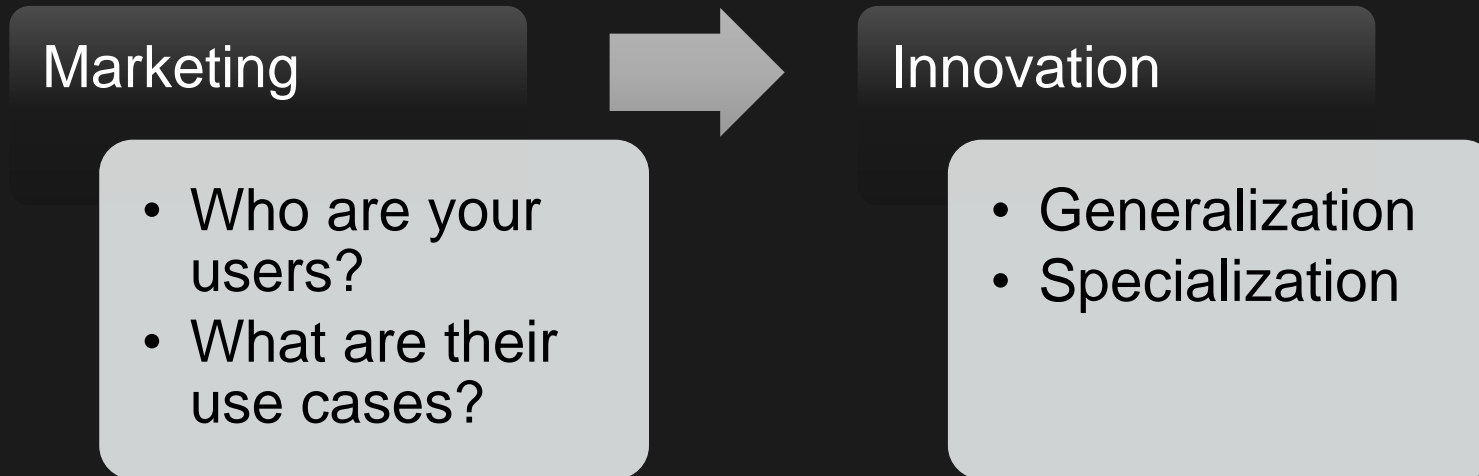 Marketing
• Who are your
users?
• What are their
use cases?
Innovation
• Generalization
• Specialization